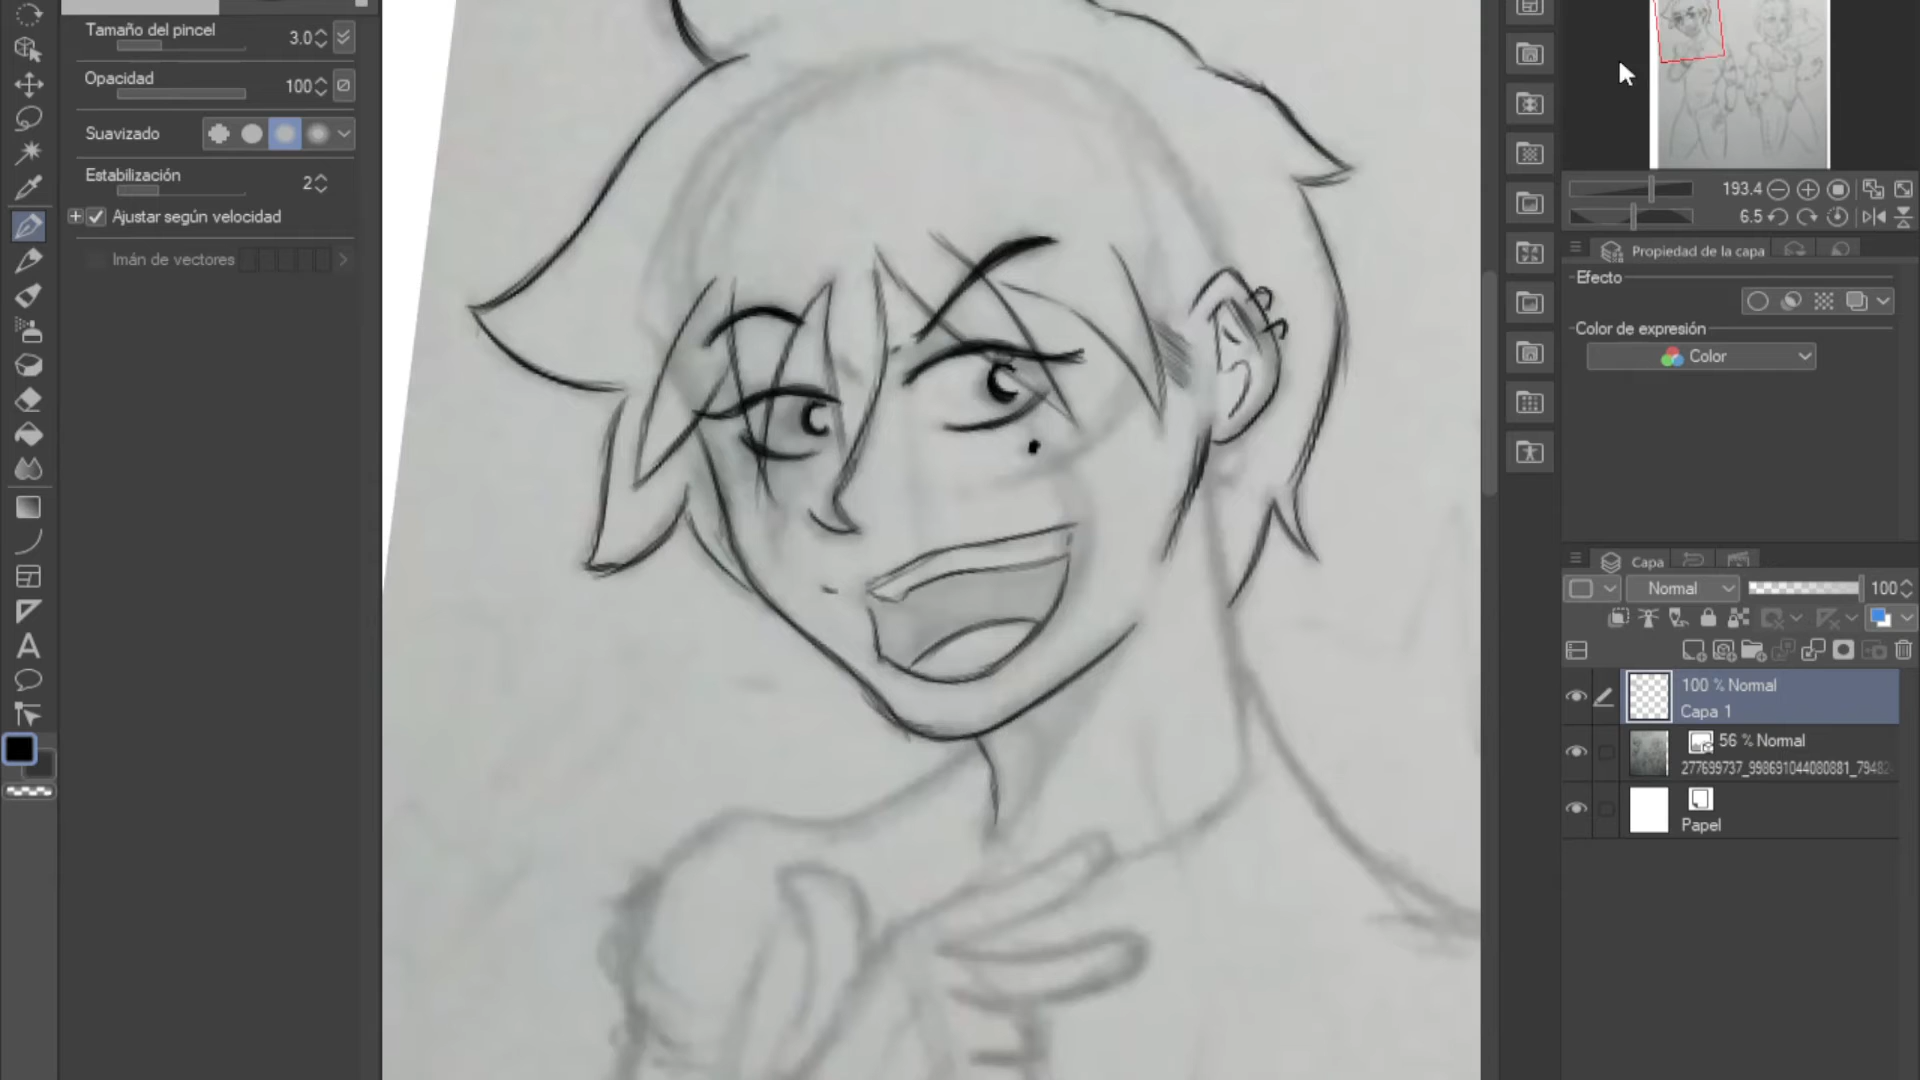 Tamaño del pincel 3.0
Opacidad 100
Suavizado
Estabilización 2
Ajustar según velocidad
Imán de vectores
193.4
6.5
Propiedad de la capa
Efecto
Color de expresión
Color
Capa
Normal 100
100 % Normal
Capa 1
56 % Normal
277699737_998691044080881_79482
Papel